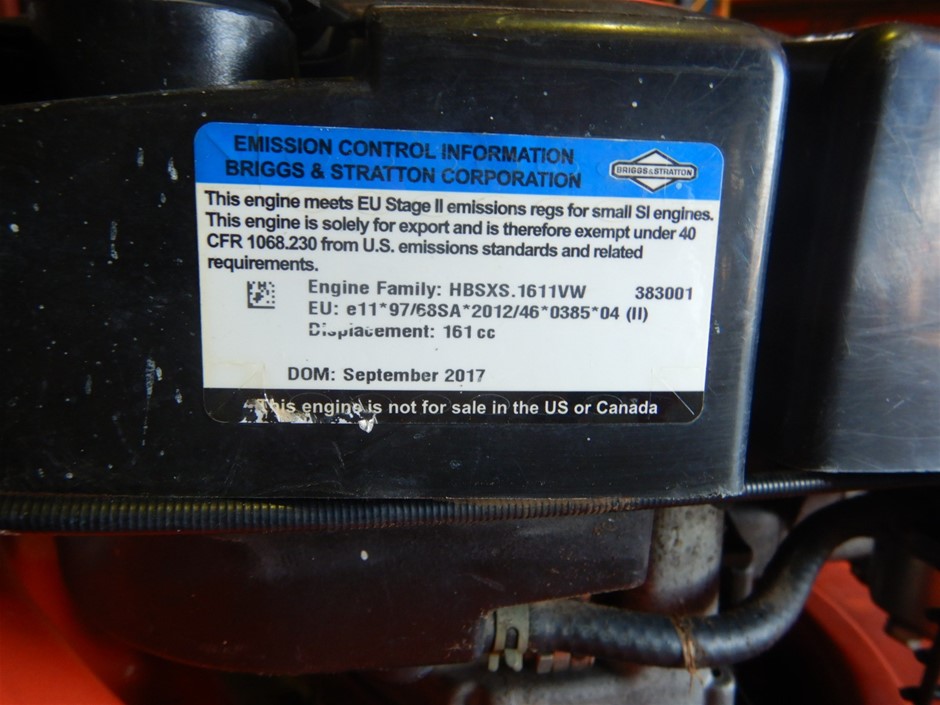 EMISSION CONTROL INFORMATION
BRIGGS & STRATTON CORPORATION
BRIGGS&STRATTON
This engine meets EU Stage II emissions regs for small SI engines.
This engine is solely for export and is therefore exempt under 40
CFR 1068.230 from U.S. emissions standards and related
requirements.
Engine Family: HBSXS.1611VW 383001
EU: e11*97/68SA*2012/46*0385*04 (II)
Displacement: 161 cc
DOM: September 2017
This engine is not for sale in the US or Canada